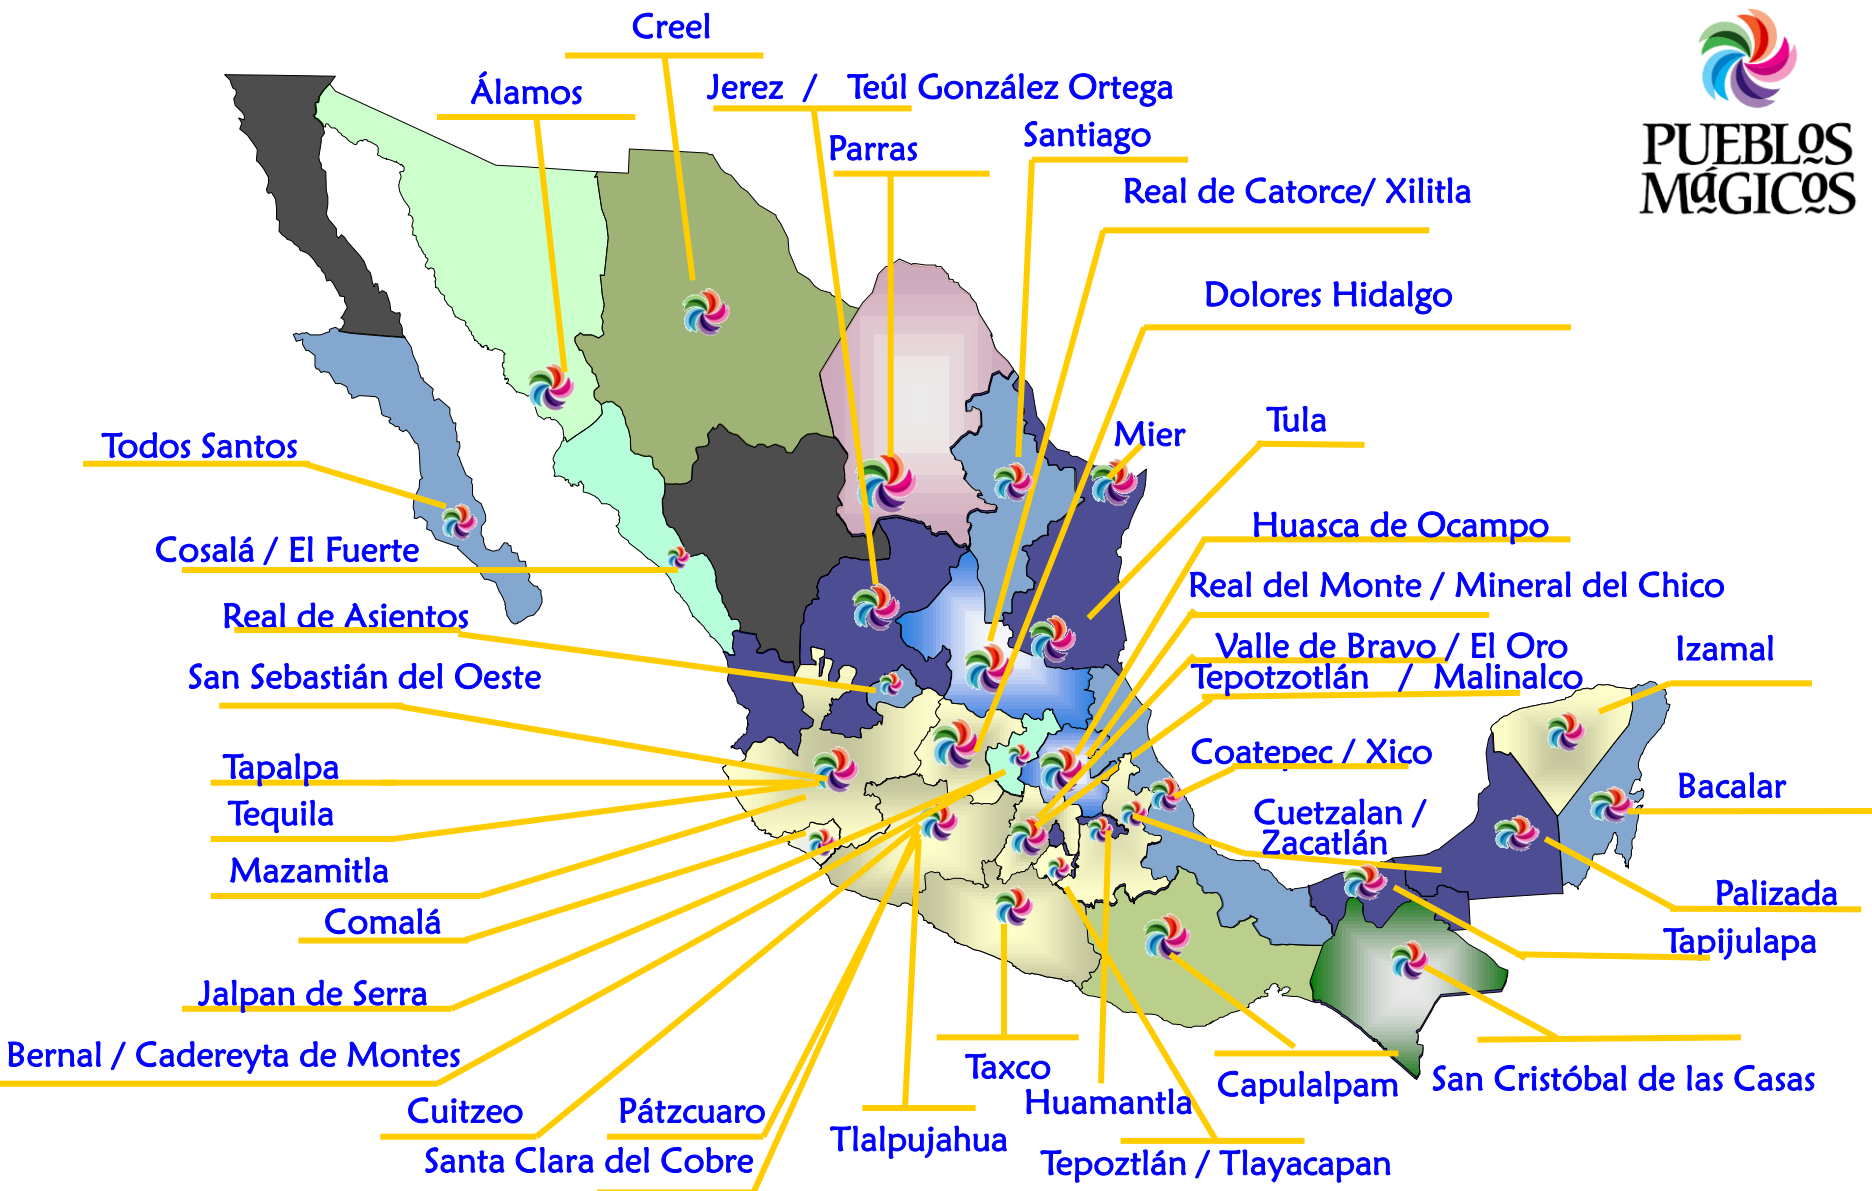 Creel
Álamos
Jerez / Teúl González Ortega
Parras
Santiago
Real de Catorce/ Xilitla
PUEBLOS
MÁGICOS
Dolores Hidalgo
Tula
Mier
Todos Santos
Huasca de Ocampo
Cosalá / El Fuerte
Real del Monte / Mineral del Chico
Real de Asientos
Valle de Bravo / El Oro
Izamal
San Sebastián del Oeste
Tepotzotlán / Malinalco
Coatepec / Xico
Tapalpa
Bacalar
Tequila
Cuetzalan /
Zacatlán
Mazamitla
Palizada
Comalá
Tapijulapa
Jalpan de Serra
Bernal / Cadereyta de Montes
Taxco
San Cristóbal de las Casas
Capulalpam
Huamantla
Cuitzeo
Pátzcuaro
Tlalpujahua
Santa Clara del Cobre
Tepoztlán / Tlayacapan